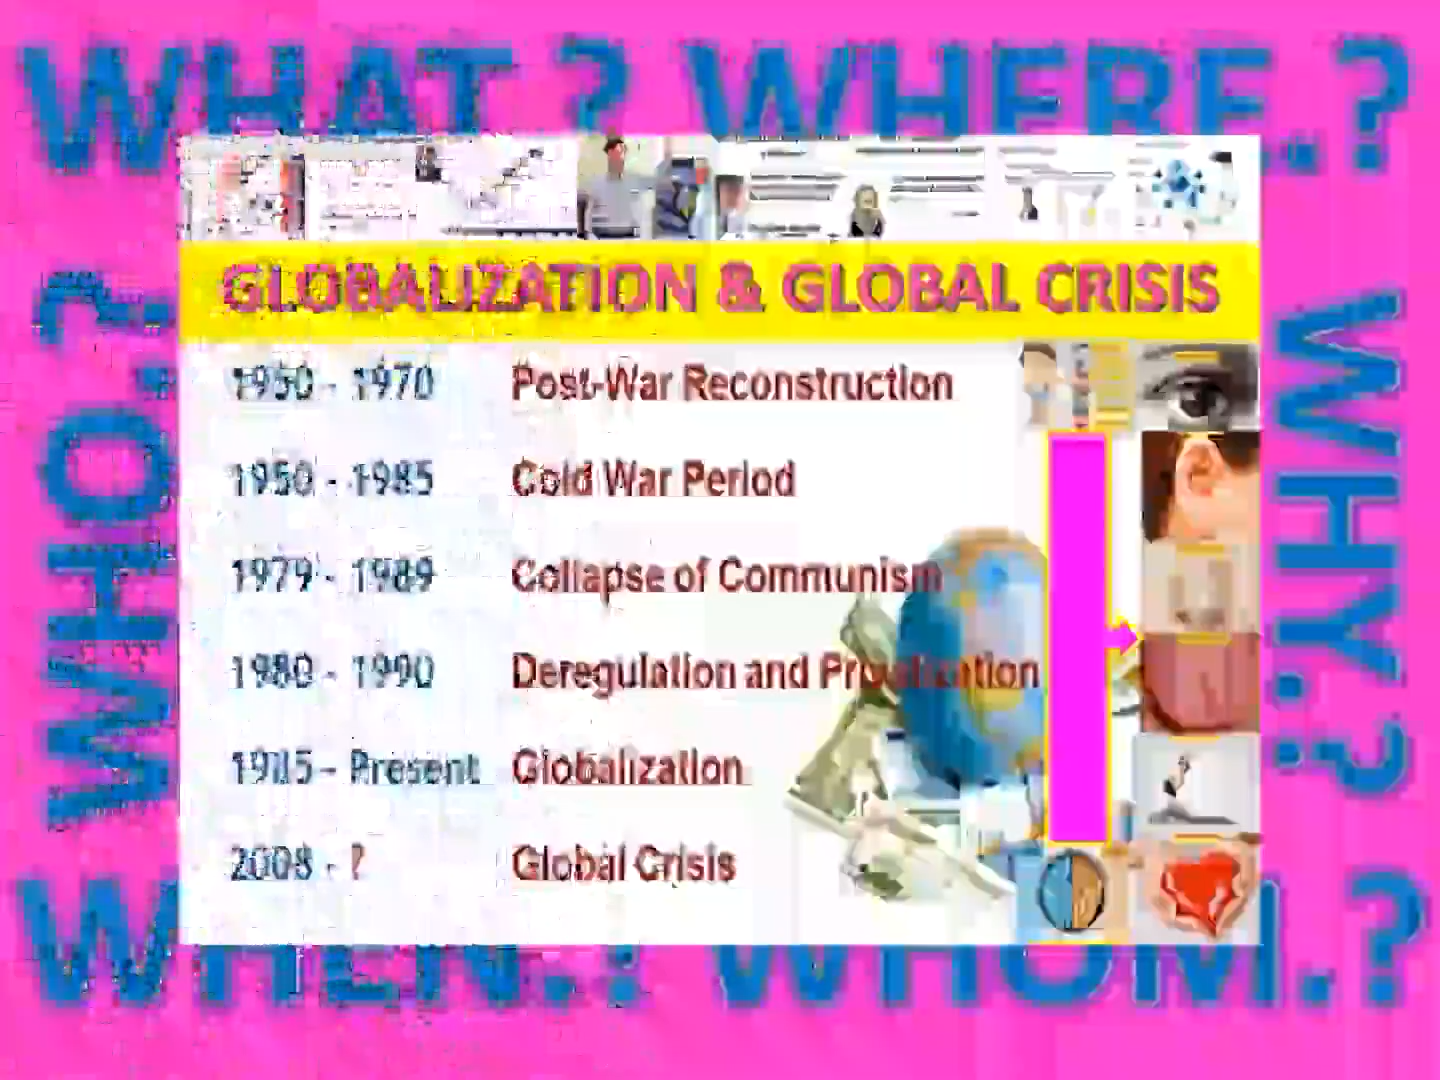 WHAT ? WHERE.?
GLOBALIZATION & GLOBAL CRISIS
1950 - 1970 Post-War Reconstruction
1950 - 1985 Cold War Period
1979 - 1989 Collapse of Communism
1980 - 1990 Deregulation and Privatization
1985 - Present Globalization
2008 - ? Global Crisis
WHO.?
WHY.?
WHEN.? WHOM.?